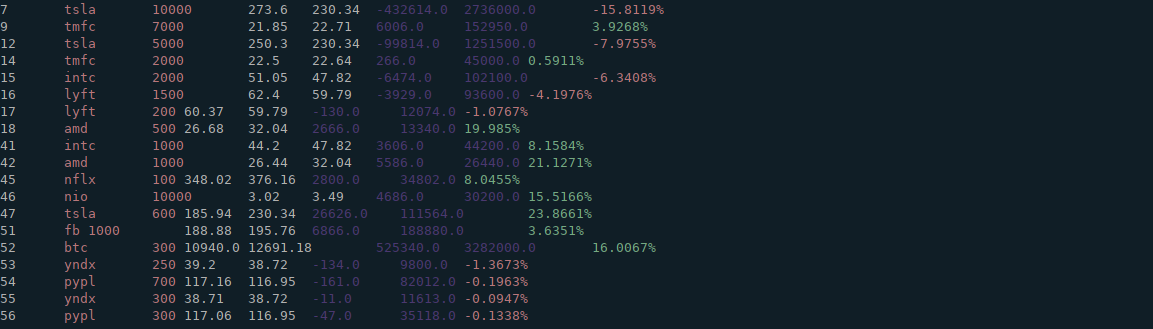 7 tsla 10000 273.6 230.34 -432614.0 2736000.0 -15.8119%
9 tmfc 7000 21.85 22.71 6006.0 152950.0 3.9268%
12 tsla 5000 250.3 230.34 -99814.0 1251500.0 -7.9755%
14 tmfc 2000 22.5 22.64 266.0 45000.0 0.5911%
15 intc 2000 51.05 47.82 -6474.0 102100.0 -6.3408%
16 lyft 1500 62.4 59.79 -3929.0 93600.0 -4.1976%
17 lyft 200 60.37 59.79 -130.0 12074.0 -1.0767%
18 amd 500 26.68 32.04 2666.0 13340.0 19.985%
41 intc 1000 44.2 47.82 3606.0 44200.0 8.1584%
42 amd 1000 26.44 32.04 5586.0 26440.0 21.1271%
45 nflx 100 348.02 376.16 2800.0 34802.0 8.0455%
46 nio 10000 3.02 3.49 4686.0 30200.0 15.5166%
47 tsla 600 185.94 230.34 26626.0 111564.0 23.8661%
51 fb 1000 188.88 195.76 6866.0 188880.0 3.6351%
52 btc 300 10940.0 12691.18 525340.0 3282000.0 16.0067%
53 yndx 250 39.2 38.72 -134.0 9800.0 -1.3673%
54 pypl 700 117.16 116.95 -161.0 82012.0 -0.1963%
55 yndx 300 38.71 38.72 -11.0 11613.0 -0.0947%
56 pypl 300 117.06 116.95 -47.0 35118.0 -0.1338%